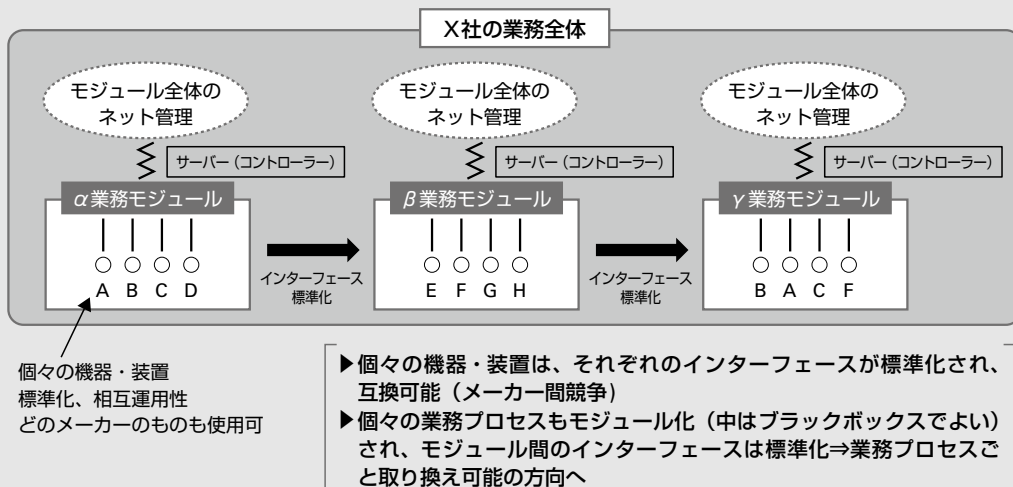 X社の業務全体
モジュール全体の
ネット管理
サーバー（コントローラー）
α業務モジュール
A B C D
インターフェース
標準化
モジュール全体の
ネット管理
サーバー（コントローラー）
β業務モジュール
E F G H
インターフェース
標準化
モジュール全体の
ネット管理
サーバー（コントローラー）
γ業務モジュール
B A C F
個々の機器・装置
標準化、相互運用性
どのメーカーのものも使用可
▶個々の機器・装置は、それぞれのインターフェースが標準化され、
互換可能（メーカー間競争）
▶個々の業務プロセスもモジュール化（中はブラックボックスでよい）
され、モジュール間のインターフェースは標準化⇒業務プロセスご
と取り換え可能の方向へ